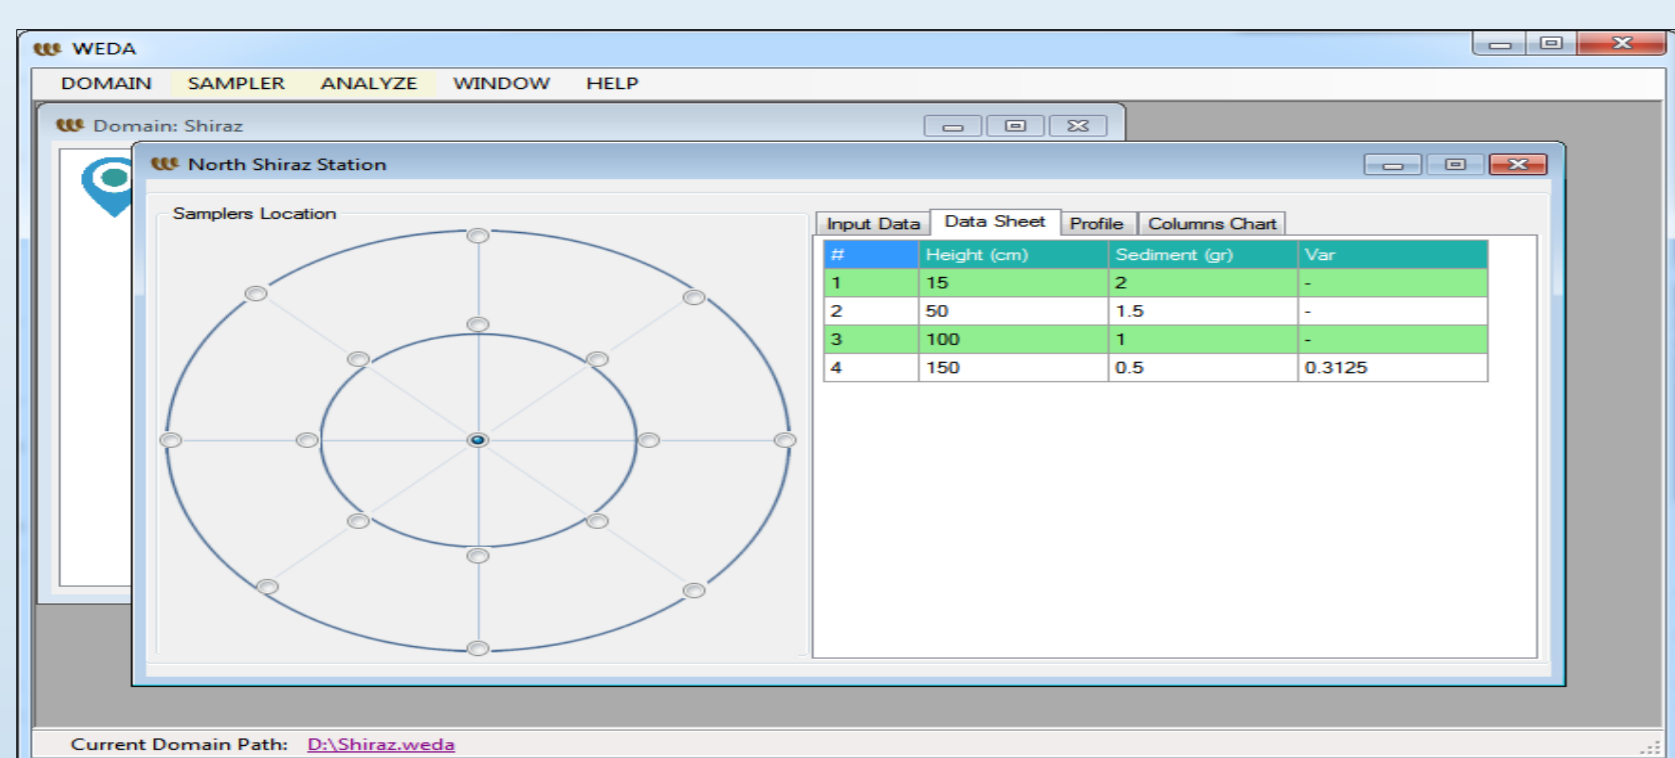 WEDA
DOMAIN SAMPLER ANALYZE WINDOW HELP
Domain: Shiraz
North Shiraz Station
Samplers Location
Input Data Data Sheet Profile Columns Chart
# Height (cm) Sediment (gr) Var
1 15 2 -
2 50 1.5 -
3 100 1 -
4 150 0.5 0.3125
Current Domain Path: D:\Shiraz.weda